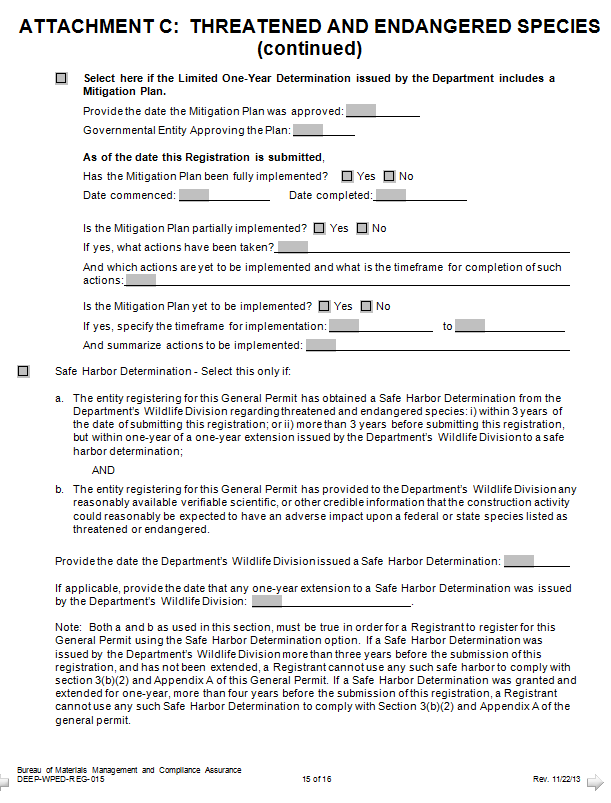 ATTACHMENT C: THREATENED AND ENDANGERED SPECIES
(continued)
Select here if the Limited One-Year Determination issued by the Department includes a
Mitigation Plan.
Provide the date the Mitigation Plan was approved:
Governmental Entity Approving the Plan:
As of the date this Registration is submitted,
Has the Mitigation Plan been fully implemented? Yes No
Date commenced: Date completed:
Is the Mitigation Plan partially implemented? Yes No
If yes, what actions have been taken?
And which actions are yet to be implemented and what is the timeframe for completion of such
actions:
Is the Mitigation Plan yet to be implemented? Yes No
If yes, specify the timeframe for implementation: to
And summarize actions to be implemented:
Safe Harbor Determination - Select this only if:
a. The entity registering for this General Permit has obtained a Safe Harbor Determination from the
Department's Wildlife Division regarding threatened and endangered species: i) within 3 years of
the date of submitting this registration; or ii) more than 3 years before submitting this registration,
but within one-year of a one-year extension issued by the Department's Wildlife Division to a safe
harbor determination;
AND
b. The entity registering for this General Permit has provided to the Department's Wildlife Division any
reasonably available verifiable scientific, or other credible information that the construction activity
could reasonably be expected to have an adverse impact upon a federal or state species listed as
threatened or endangered.
Provide the date the Department's Wildlife Division issued a Safe Harbor Determination:
If applicable, provide the date that any one-year extension to a Safe Harbor Determination was issued
by the Department's Wildlife Division: .
Note: Both a and b as used in this section, must be true in order for a Registrant to register for this
General Permit using the Safe Harbor Determination option. If a Safe Harbor Determination was
issued by the Department's Wildlife Division more than three years before the submission of this
registration, and has not been extended, a Registrant cannot use any such safe harbor to comply with
section 3(b)(2) and Appendix A of this General Permit. If a Safe Harbor Determination was granted and
extended for one-year, more than four years before the submission of this registration, a Registrant
cannot use any such Safe Harbor Determination to comply with Section 3(b)(2) and Appendix A of the
general permit.
Bureau of Materials Management and Compliance Assurance
DEEP-WPED-REG-015 15 of 16 Rev. 11/22/13